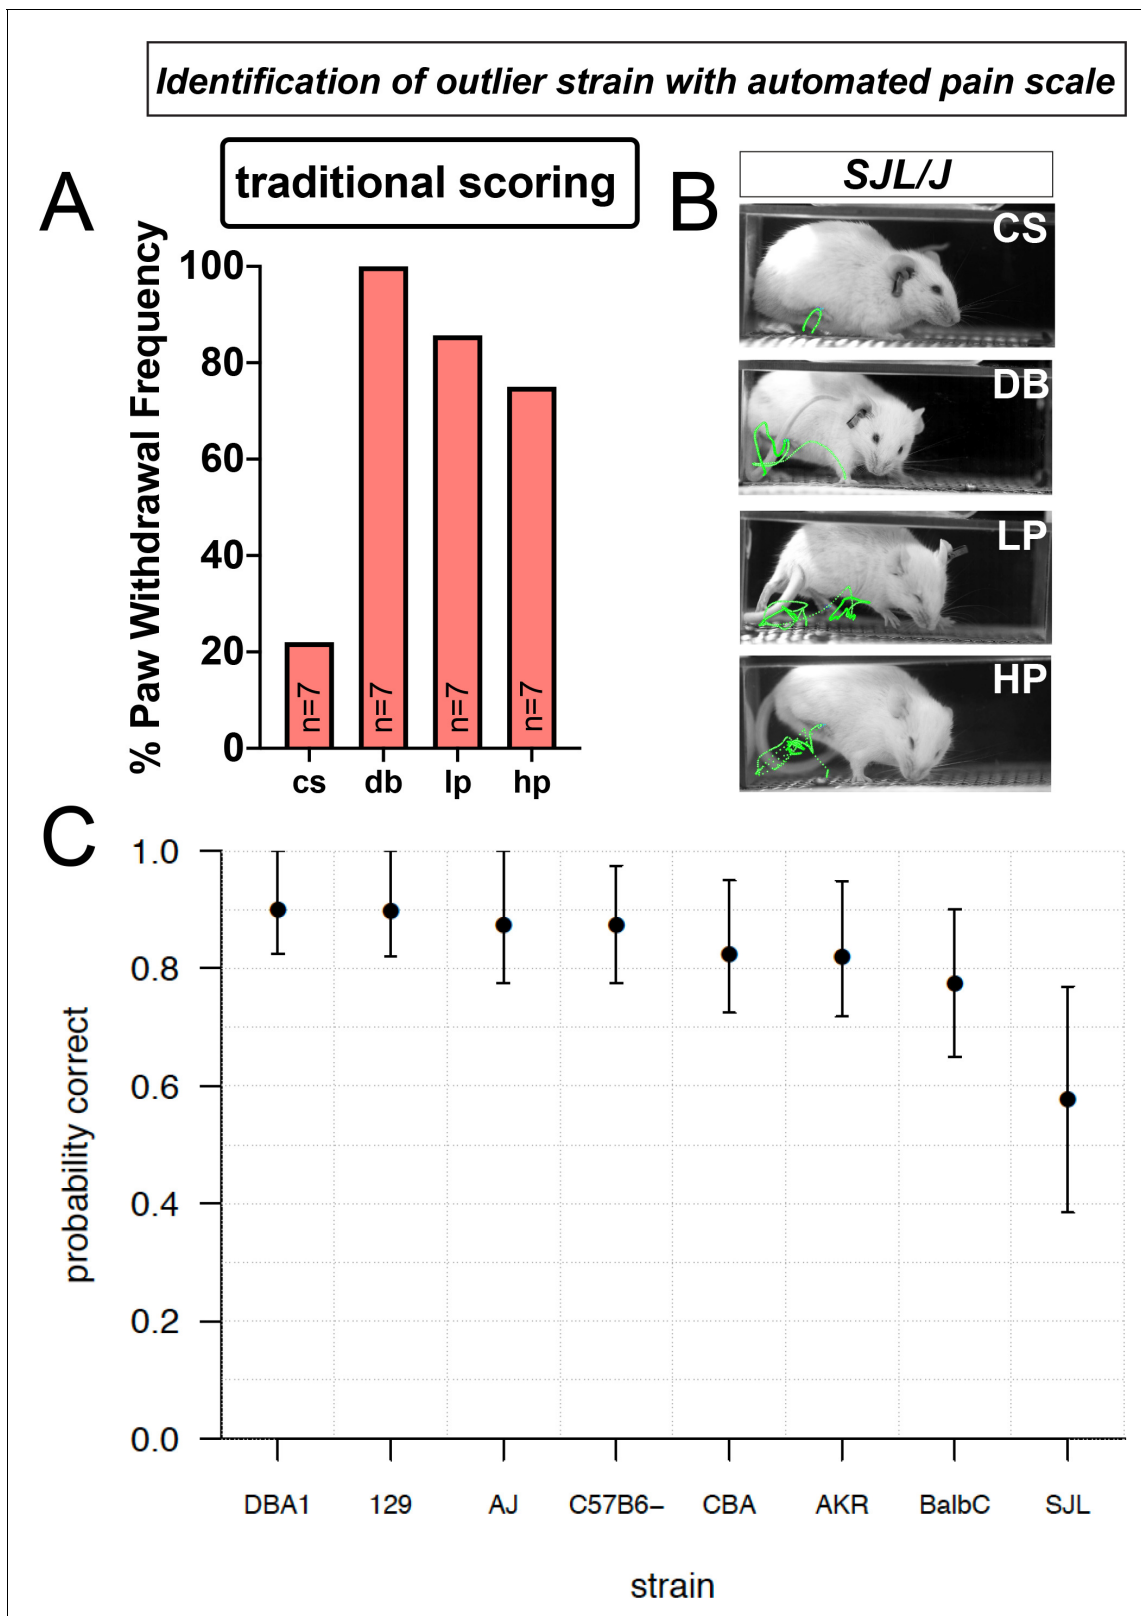 Identification of outlier strain with automated pain scale
A
traditional scoring
% Paw Withdrawal Frequency
100
80
60
40
20
0
n=7
n=7
n=7
n=7
cs
db
lp
hp
B
SJL/J
CS
DB
LP
HP
C
probability correct
1.0
0.8
0.6
0.4
0.2
0.0
DBA1
129
AJ
C57B6−
CBA
AKR
BalbC
SJL
strain